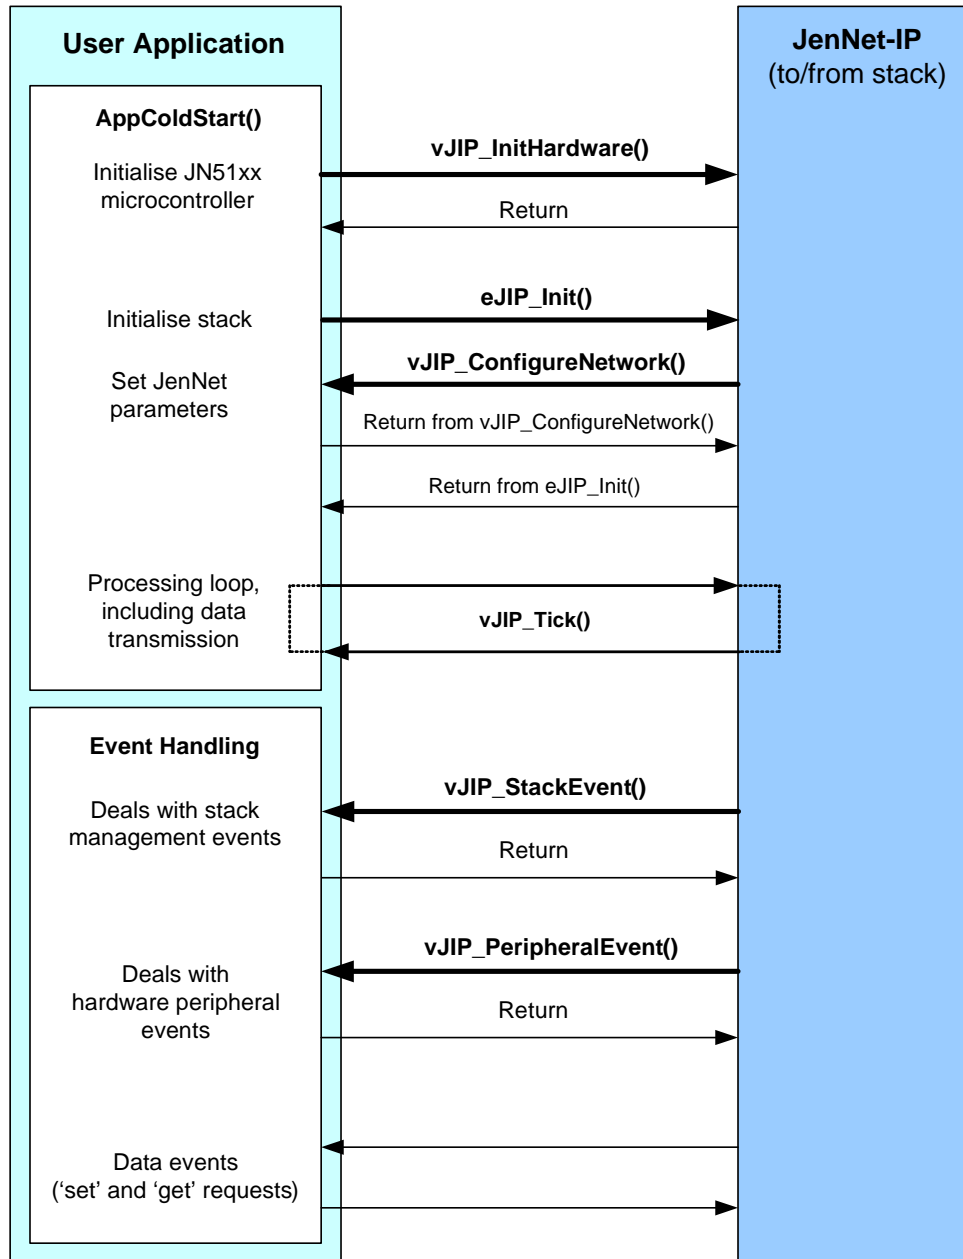 User Application
JenNet-IP
(to/from stack)
AppColdStart()
vJIP_InitHardware()
Initialise JN51xx
microcontroller
Return
eJIP_Init()
Initialise stack
vJIP_ConfigureNetwork()
Set JenNet
parameters
Return from vJIP_ConfigureNetwork()
Return from eJIP_Init()
Processing loop,
including data
transmission
vJIP_Tick()
Event Handling
vJIP_StackEvent()
Deals with stack
management events
Return
vJIP_PeripheralEvent()
Deals with
hardware peripheral
events
Return
Data events
(‘set’ and ‘get’ requests)